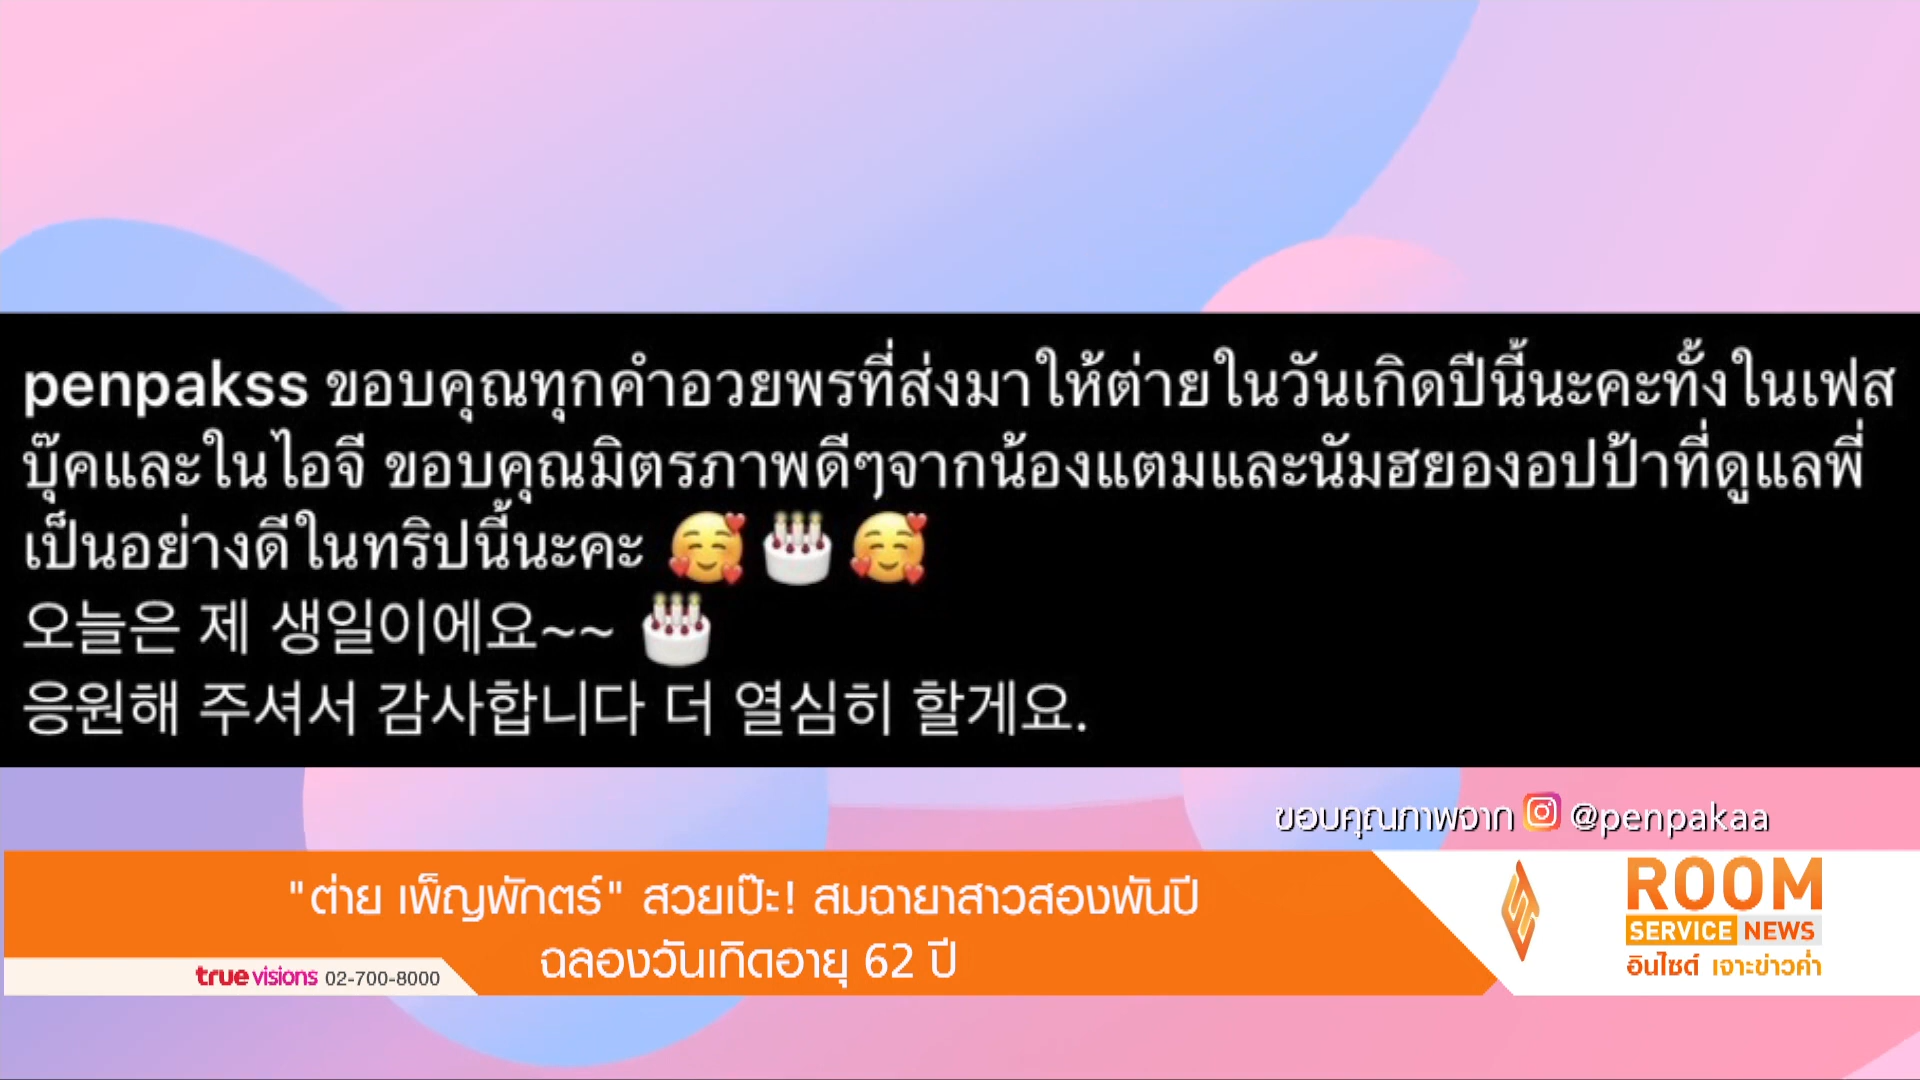 penpakss ขอบคุณทุกคำอวยพรที่ส่งมาให้ต่ายในวันเกิดปีนี้นะคะทั้งในเฟส
บุ๊คและในไอจี ขอบคุณมิตรภาพดีๆจากน้องแตมและนัมฮยองอปป้าที่ดูแลพี่
เป็นอย่างดีในทริปนี้นะคะ 🥰 🎂 🥰
오늘은 제 생일이에요~~ 🎂
응원해 주셔서 감사합니다 더 열심히 할게요.
ขอบคุณภาพจาก @penpakaa
"ต่าย เพ็ญพักตร์" สวยเป๊ะ! สมฉายาสาวสองพันปี
ฉลองวันเกิดอายุ 62 ปี
true visions 02-700-8000
ROOM
SERVICE NEWS
อินไซด์ เจาะข่าวค่ำ